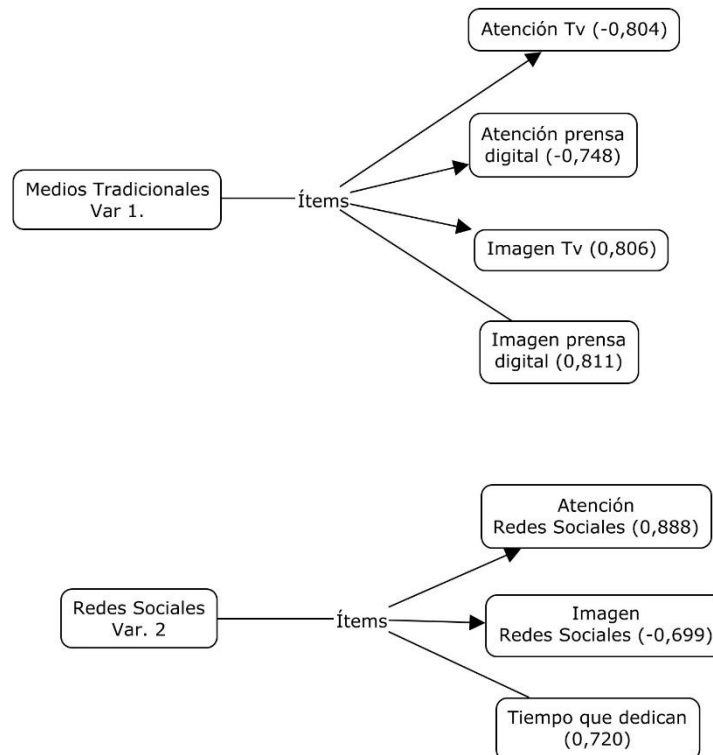 Atención Tv (-0,804)
Atención prensa
digital (-0,748)
Medios Tradicionales
Var 1.
Ítems
Imagen Tv (0,806)
Imagen prensa
digital (0,811)
Atención
Redes Sociales (0,888)
Redes Sociales
Var. 2
Ítems
Imagen
Redes Sociales (-0,699)
Tiempo que dedican
(0,720)